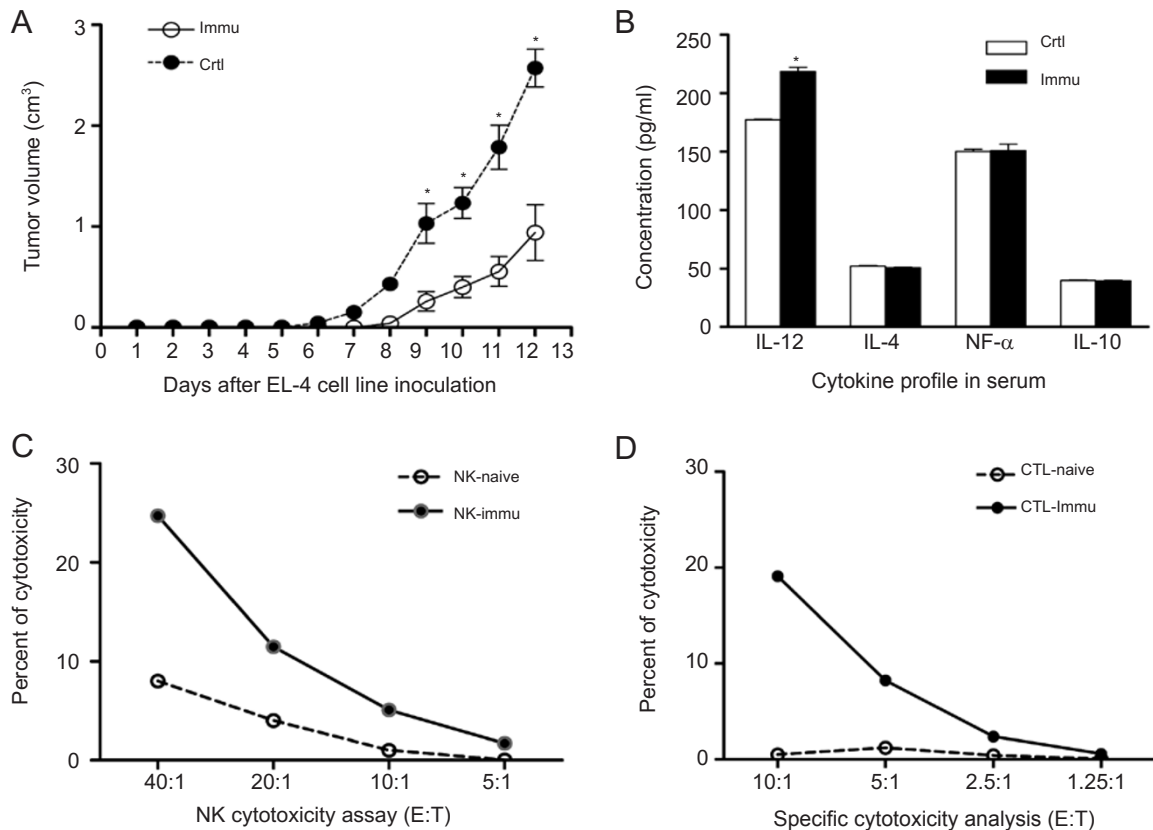 A
Immu
Crtl
Tumor volume (cm³)
3
2
1
0
* * * *
0 1 2 3 4 5 6 7 8 9 10 11 12 13
Days after EL-4 cell line inoculation
B
Crtl
Immu
Concentration (pg/ml)
250
200
150
100
50
0
*
IL-12 IL-4 NF-α IL-10
Cytokine profile in serum
C
NK-naive
NK-immu
Percent of cytotoxicity
30
20
10
0
40:1 20:1 10:1 5:1
NK cytotoxicity assay (E:T)
D
CTL-naive
CTL-Immu
Percent of cytotoxicity
30
20
10
0
10:1 5:1 2.5:1 1.25:1
Specific cytotoxicity analysis (E:T)